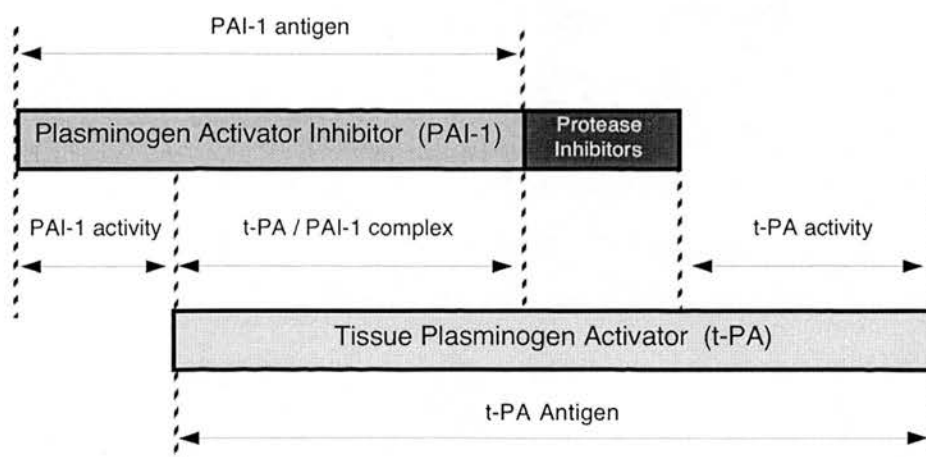 PAI-1 antigen
Plasminogen Activator Inhibitor (PAI-1)
Protease
Inhibitors
PAI-1 activity
t-PA / PAI-1 complex
t-PA activity
Tissue Plasminogen Activator (t-PA)
t-PA Antigen